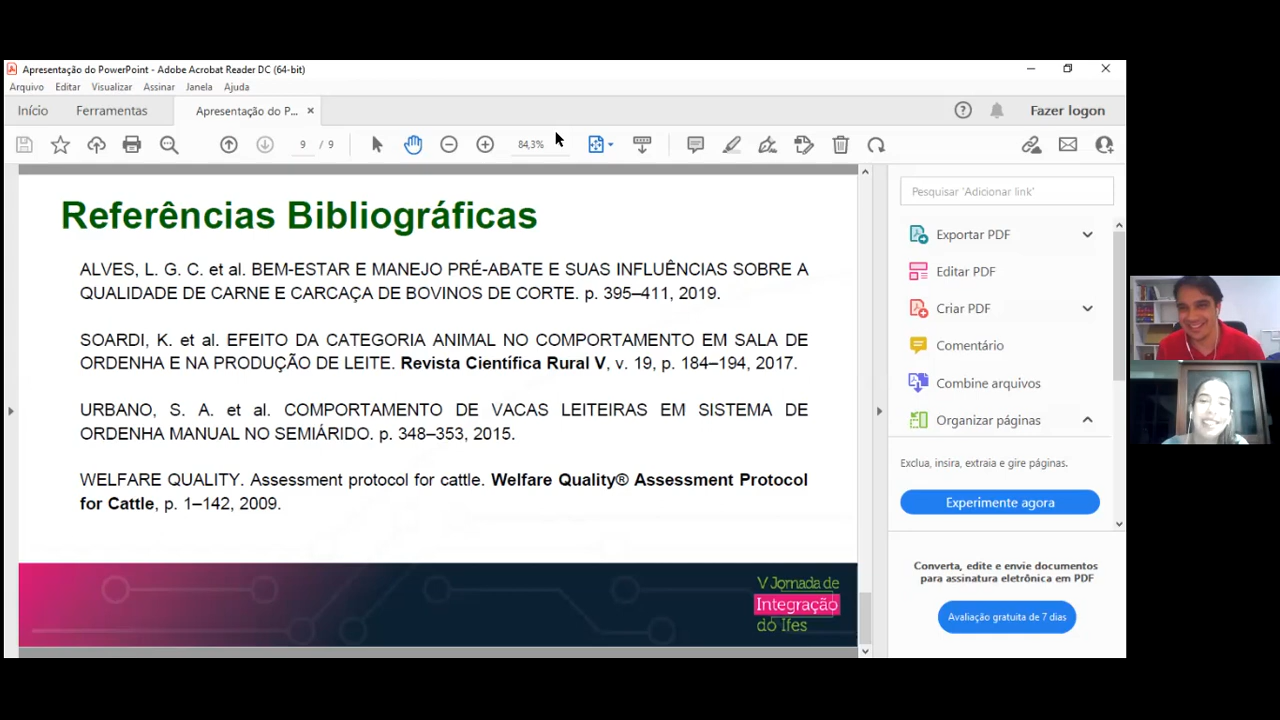 Apresentação do PowerPoint - Adobe Acrobat Reader DC (64-bit)
Arquivo Editar Visualizar Assinar Janela Ajuda
Início Ferramentas Apresentação do P... Fazer logon
9 / 9 84,3%
Referências Bibliográficas
ALVES, L. G. C. et al. BEM-ESTAR E MANEJO PRÉ-ABATE E SUAS INFLUÊNCIAS SOBRE A
QUALIDADE DE CARNE E CARCAÇA DE BOVINOS DE CORTE. p. 395–411, 2019.
SOARDI, K. et al. EFEITO DA CATEGORIA ANIMAL NO COMPORTAMENTO EM SALA DE
ORDENHA E NA PRODUÇÃO DE LEITE. Revista Científica Rural V, v. 19, p. 184–194, 2017.
URBANO, S. A. et al. COMPORTAMENTO DE VACAS LEITEIRAS EM SISTEMA DE
ORDENHA MANUAL NO SEMIÁRIDO. p. 348–353, 2015.
WELFARE QUALITY. Assessment protocol for cattle. Welfare Quality® Assessment Protocol
for Cattle, p. 1–142, 2009.
V Jornada de
Integração
do Ifes
Pesquisar 'Adicionar link'
Exportar PDF
Editar PDF
Criar PDF
Comentário
Combine arquivos
Organizar páginas
Exclua, insira, extraia e gire páginas.
Experimente agora
Converta, edite e envie documentos
para assinatura eletrônica em PDF
Avaliação gratuita de 7 dias